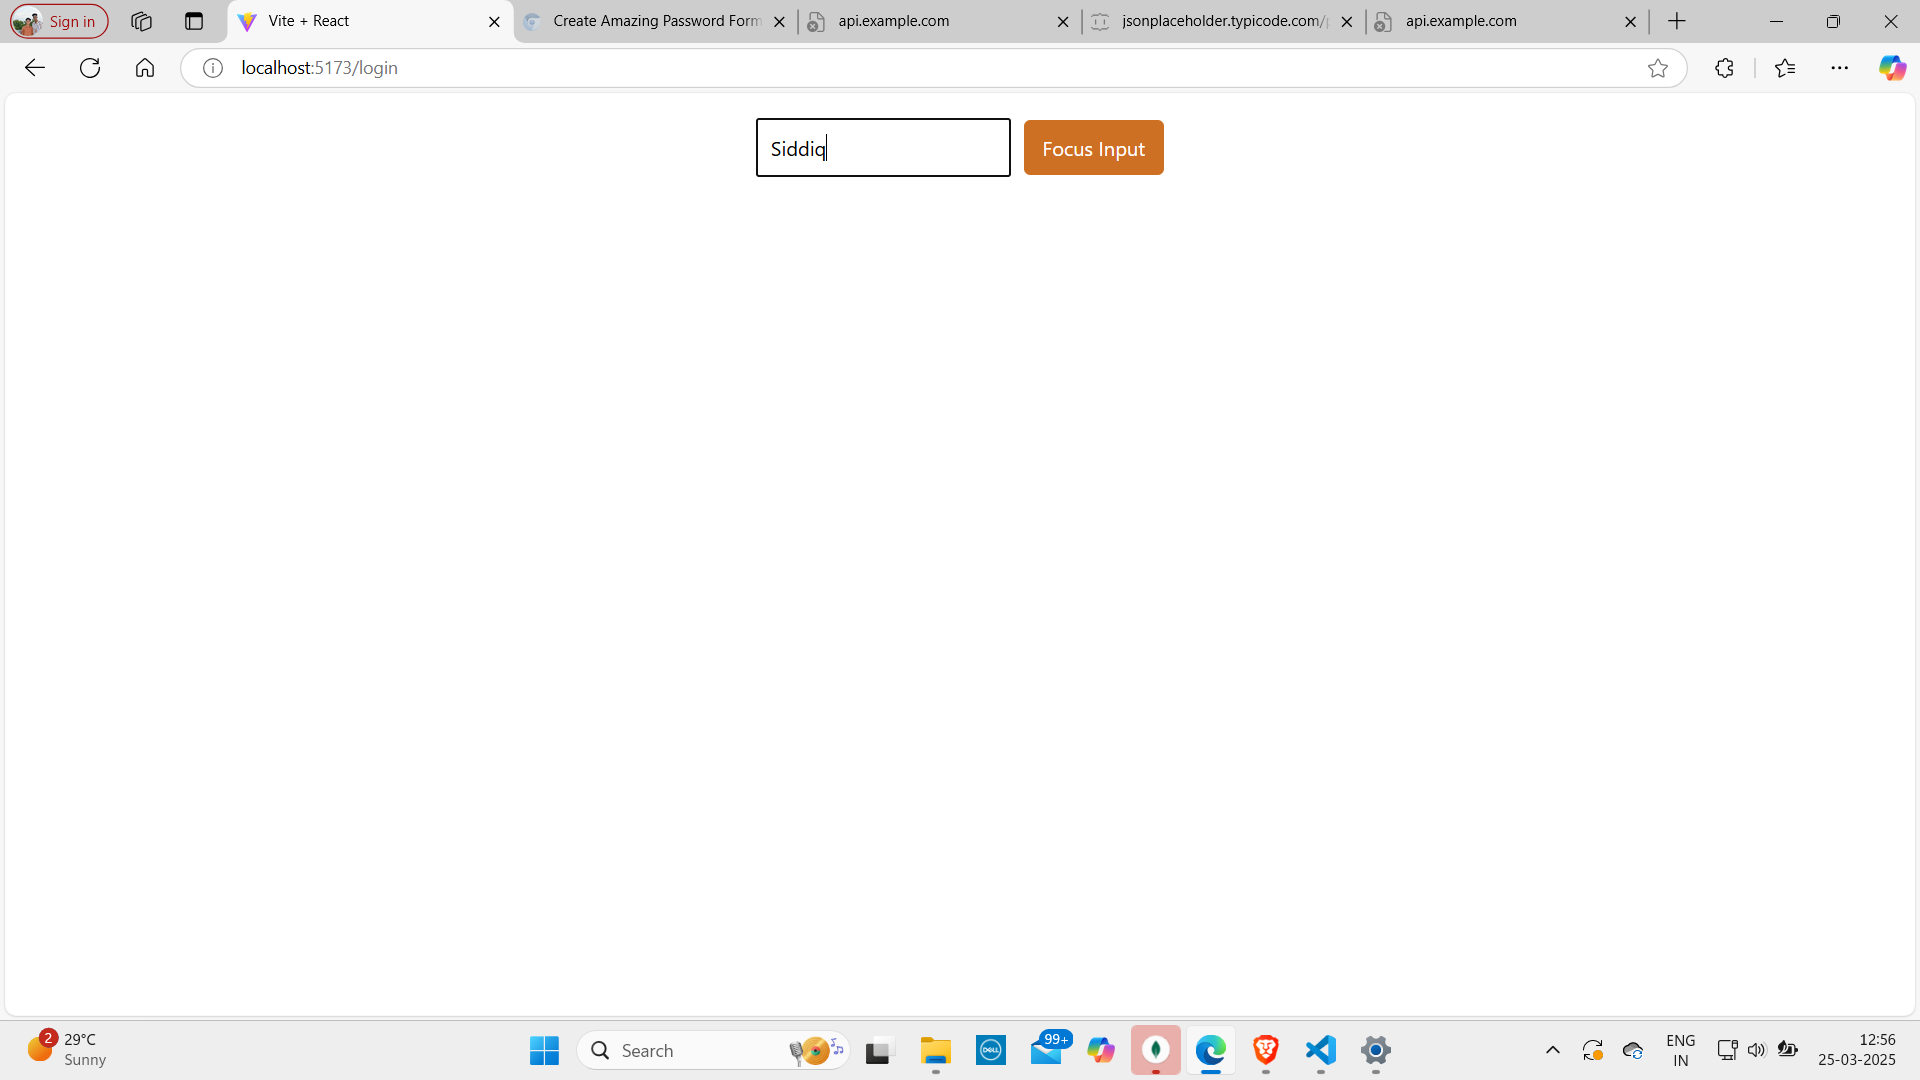 Sign in
Vite + React
Create Amazing Password Form
api.example.com
jsonplaceholder.typicode.com/
api.example.com
localhost:5173/login
Siddiq
Focus Input
2
29°C
Sunny
Search
DELL
99+
ENG
IN
12:56
25-03-2025